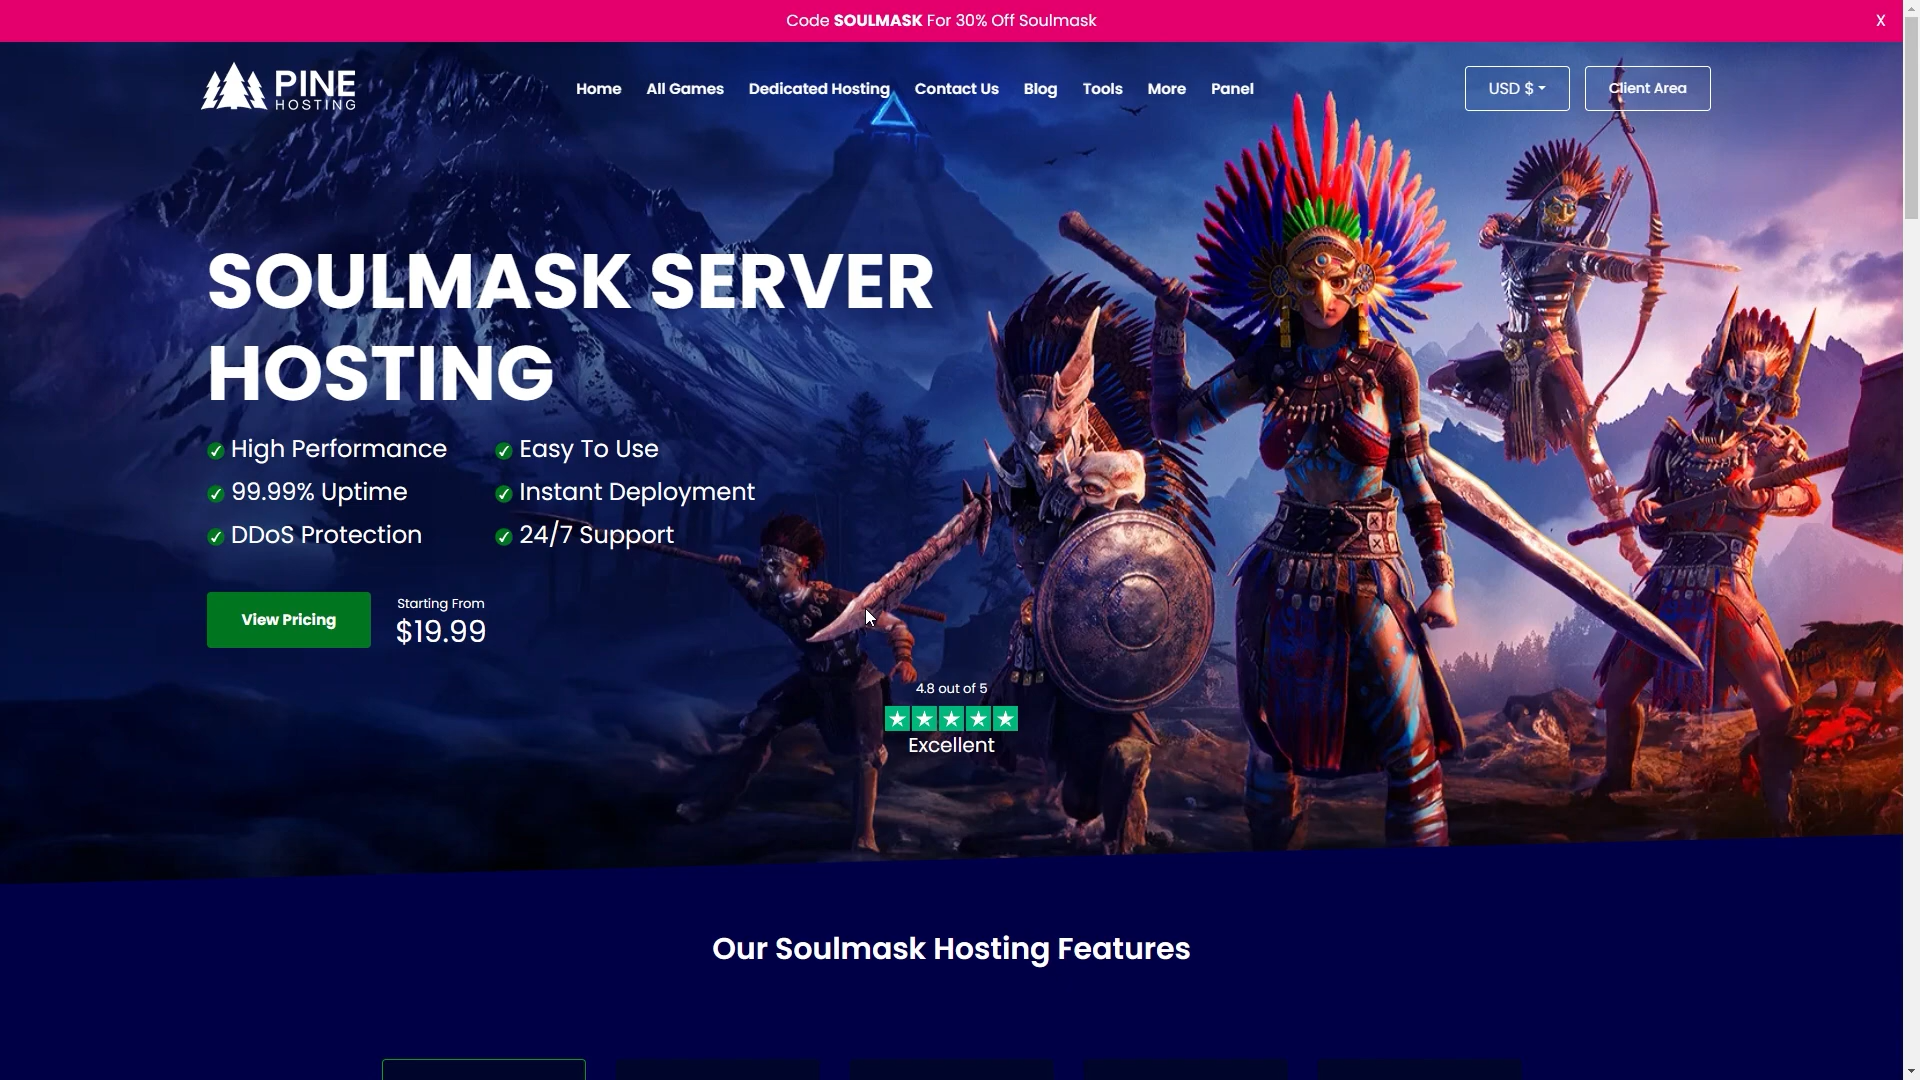 Code SOULMASK For 30% Off Soulmask
X
PINE
HOSTING
Home
All Games
Dedicated Hosting
Contact Us
Blog
Tools
More
Panel
USD $
Client Area
SOULMASK SERVER
HOSTING
High Performance
Easy To Use
99.99% Uptime
Instant Deployment
DDoS Protection
24/7 Support
View Pricing
Starting From
$19.99
4.8 out of 5
Excellent
Our Soulmask Hosting Features